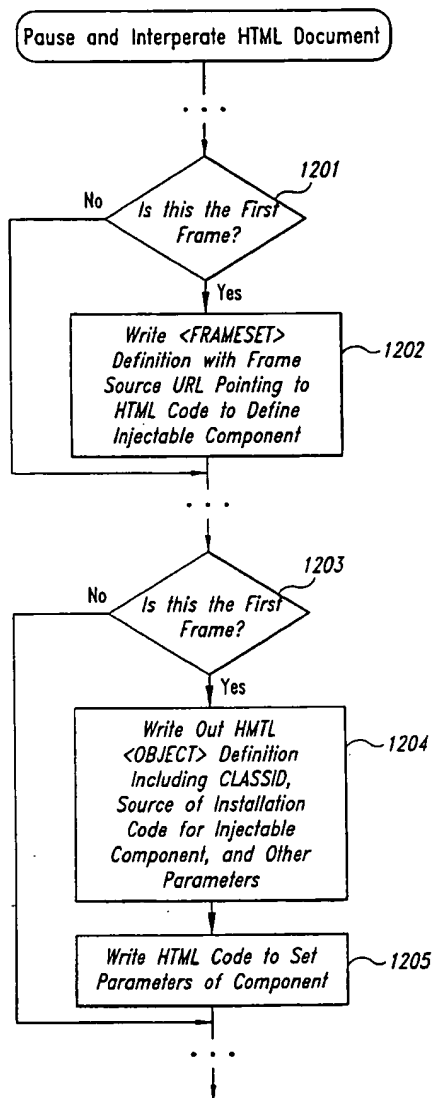 Pause and Interperate HTML Document
1201
No
Is this the First
Frame?
Yes
Write <FRAMESET>
Definition with Frame
Source URL Pointing to
HTML Code to Define
Injectable Component
1202
1203
No
Is this the First
Frame?
Yes
Write Out HMTL
<OBJECT> Definition
Including CLASSID,
Source of Installation
Code for Injectable
Component, and Other
Parameters
1204
Write HTML Code to Set
Parameters of Component
1205